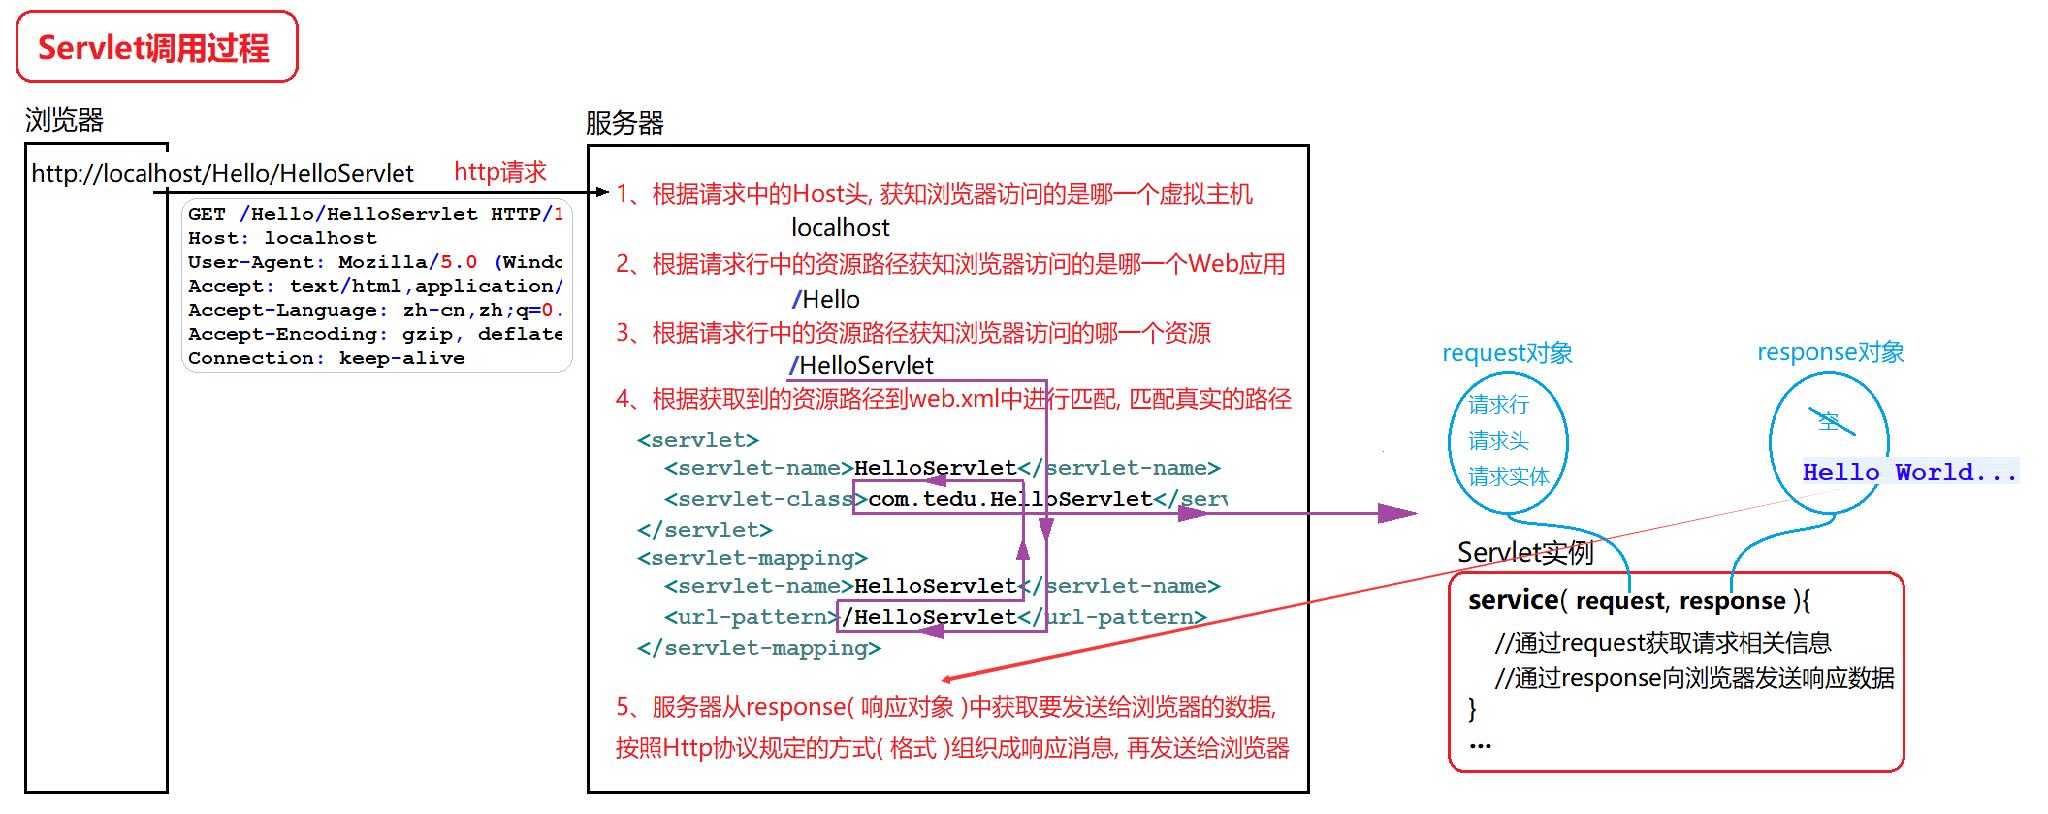 Servlet调用过程
浏览器
http://localhost/Hello/HelloServlet
http请求
GET /Hello/HelloServlet HTTP/1
Host: localhost
User-Agent: Mozilla/5.0 (Windo
Accept: text/html,application/
Accept-Language: zh-cn,zh;q=0.
Accept-Encoding: gzip, deflate
Connection: keep-alive
服务器
1、根据请求中的Host头, 获知浏览器访问的是哪一个虚拟主机
localhost
2、根据请求行中的资源路径获知浏览器访问的是哪一个Web应用
/Hello
3、根据请求行中的资源路径获知浏览器访问的哪一个资源
/HelloServlet
4、根据获取到的资源路径到web.xml中进行匹配, 匹配真实的路径
<servlet>
<servlet-name>HelloServlet</servlet-name>
<servlet-class>com.tedu.HelloServlet</serv
</servlet>
<servlet-mapping>
<servlet-name>HelloServlet</servlet-name>
<url-pattern>/HelloServlet</url-pattern>
</servlet-mapping>
5、服务器从response( 响应对象 )中获取要发送给浏览器的数据,
按照Http协议规定的方式( 格式 )组织成响应消息, 再发送给浏览器
request对象
请求行
请求头
请求实体
response对象
空
Hello World...
Servlet实例
service( request, response ){
//通过request获取请求相关信息
//通过response向浏览器发送响应数据
}
...